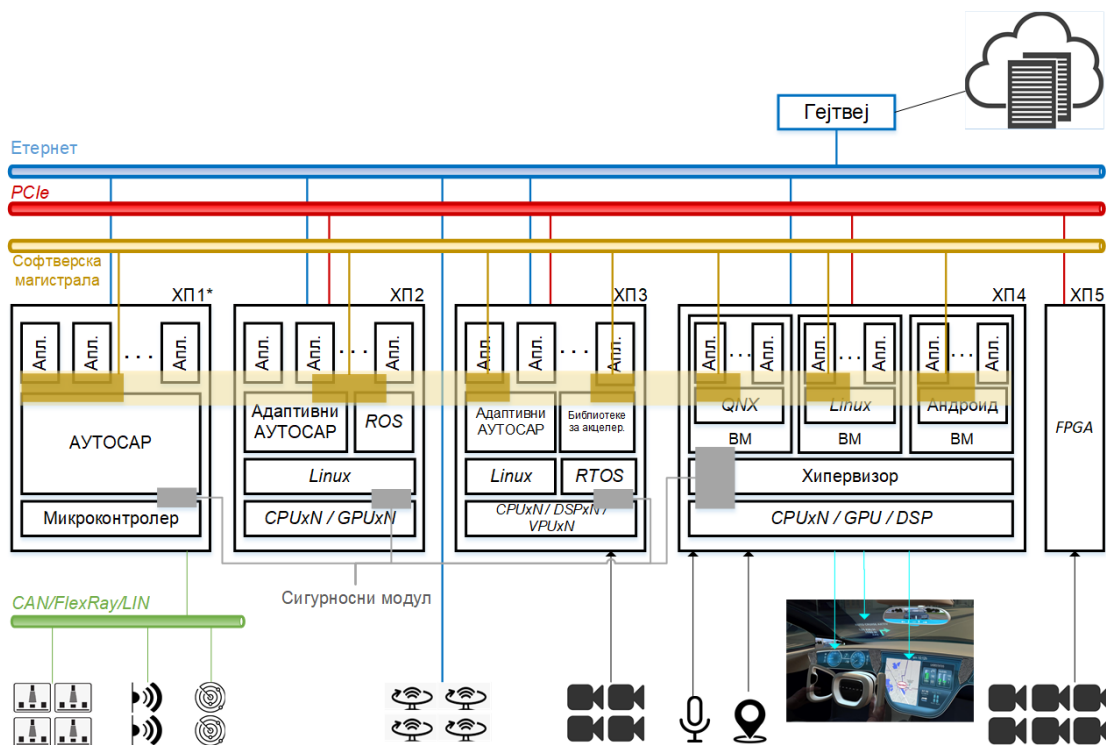 Гејтвеј
Етернет
PCIe
Софтверска
магистрала
ХП1*
ХП2
ХП3
ХП4
ХП5
Апл.
Апл.
...
Апл.
Апл.
Апл.
...
Апл.
Апл.
Апл.
...
Апл.
Апл.
...
Апл.
Апл.
...
Апл.
Апл.
...
Апл.
АУТОСАР
Микроконтролер
Адаптивни
АУТОСАР
ROS
Linux
CPUxN / GPUxN
Адаптивни
АУТОСАР
Библиотеке
за акцелер.
Linux
RTOS
CPUxN / DSPxN /
VPUxN
QNX
Linux
Андроид
ВМ
ВМ
ВМ
Хипервизор
CPUxN / GPU / DSP
FPGA
Сигурносни модул
CAN/FlexRay/LIN